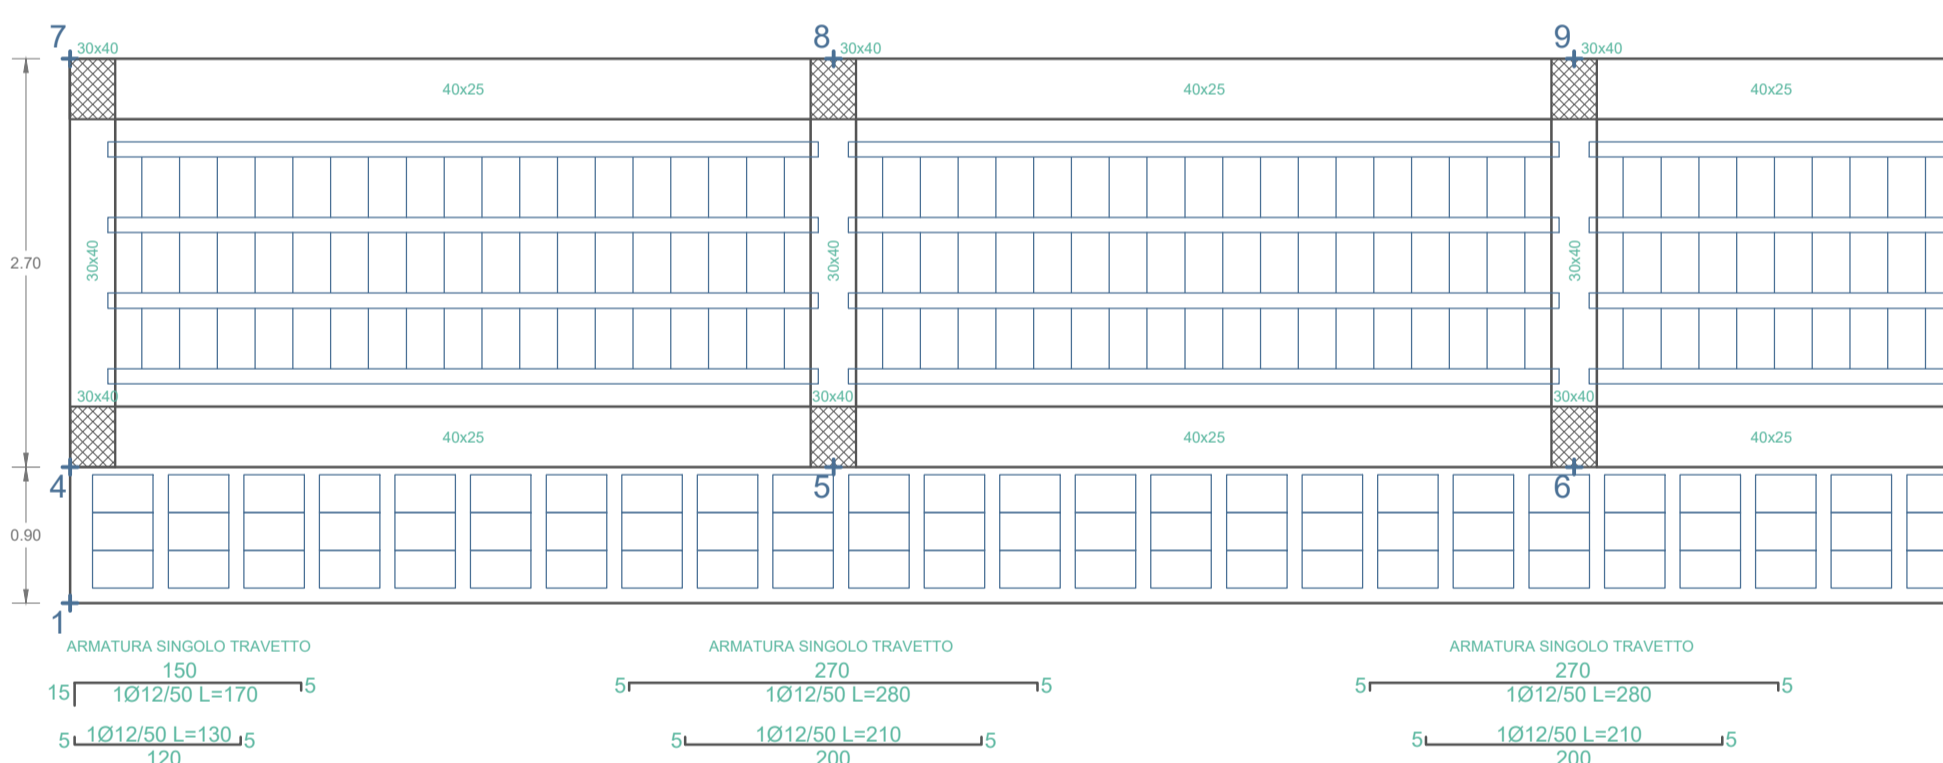 7 8 9
30x40 30x40 30x40
40x25 40x25 40x25
2.70
30x40 30x40 30x40
30x40 30x40 30x40
40x25 40x25 40x25
4 5 6
0.90
1
ARMATURA SINGOLO TRAVETTO ARMATURA SINGOLO TRAVETTO ARMATURA SINGOLO TRAVETTO
150 270 270
15 5 5 5 5 5
1Ø12/50 L=170 1Ø12/50 L=280 1Ø12/50 L=280
1Ø12/50 L=130 1Ø12/50 L=210 1Ø12/50 L=210
5 5 5 5 5 5
120 200 200